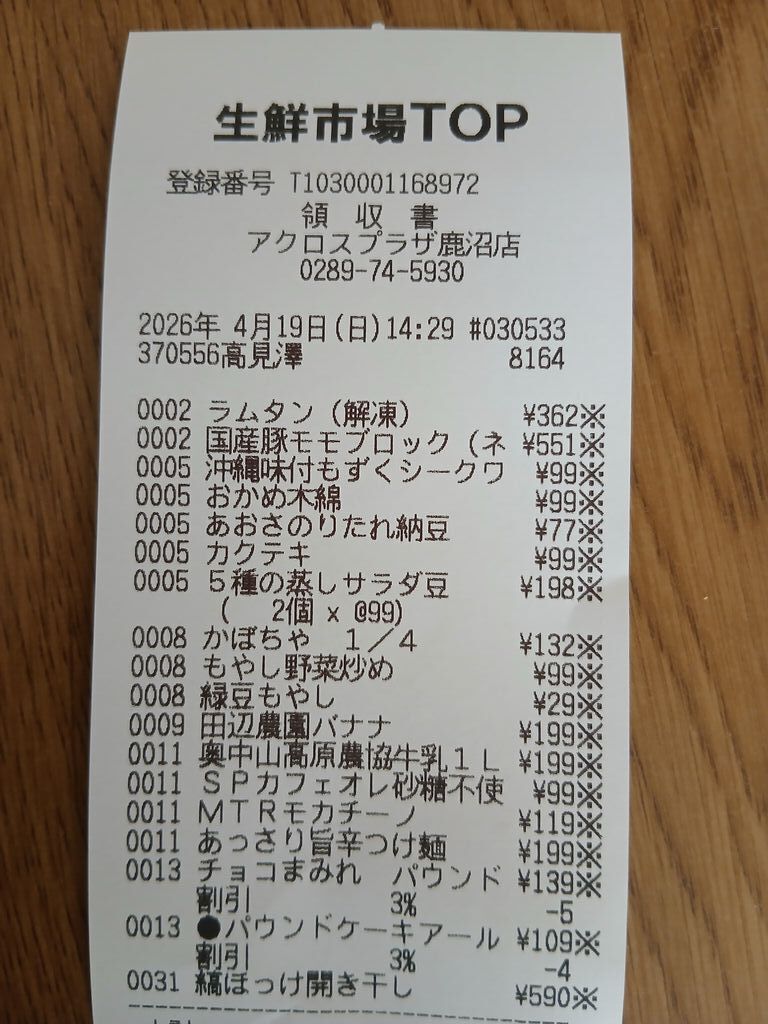 生鮮市場TOP
登録番号 T1030001168972
領 収 書
アクロスプラザ鹿沼店
0289-74-5930
2026年 4月19日(日)14:29 #030533
370556高見澤 8164
0002 ラムタン（解凍） ¥362※
0002 国産豚モモブロック（ネ ¥551※
0005 沖縄味付もずくシークワ ¥99※
0005 おかめ木綿 ¥99※
0005 あおさのりたれ納豆 ¥77※
0005 カクテキ ¥99※
0005 ５種の蒸しサラダ豆 ¥198※
( 2個 x @99)
0008 かぼちゃ １／４ ¥132※
0008 もやし野菜炒め ¥99※
0008 緑豆もやし ¥29※
0009 田辺農園バナナ ¥199※
0011 奥中山高原農協牛乳１Ｌ ¥199※
0011 ＳＰカフェオレ砂糖不使 ¥99※
0011 ＭＴＲモカチーノ ¥119※
0011 あっさり旨辛つけ麺 ¥199※
0013 チョコまみれ パウンド ¥139※
割引 3% -5
0013 ●パウンドケーキアール ¥109※
割引 3% -4
0031 縞ほっけ開き干し ¥590※